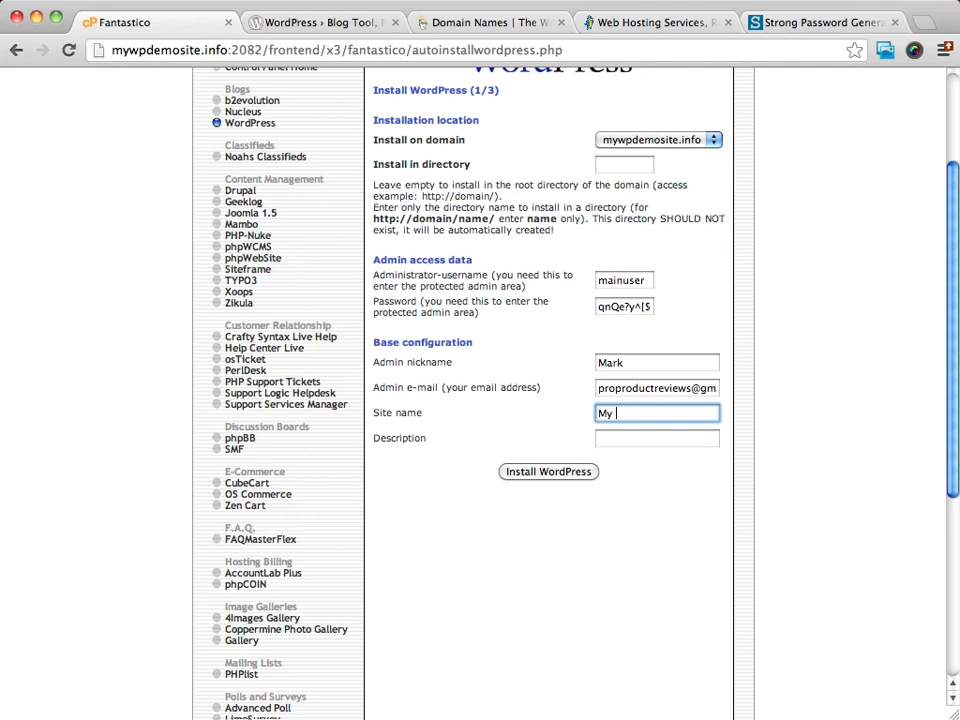 Fantastico
WordPress › Blog Tool, P
Domain Names | The W
Web Hosting Services, R
Strong Password Genera
mywpdemosite.info:2082/frontend/x3/fantastico/autoinstallwordpress.php
Control Panel Home
Blogs
b2evolution
Nucleus
WordPress
Classifieds
Noahs Classifieds
Content Management
Drupal
Geeklog
Joomla 1.5
Mambo
PHP-Nuke
phpWCMS
phpWebSite
Siteframe
TYPO3
Xoops
Zikula
Customer Relationship
Crafty Syntax Live Help
Help Center Live
osTicket
PerlDesk
PHP Support Tickets
Support Logic Helpdesk
Support Services Manager
Discussion Boards
phpBB
SMF
E-Commerce
CubeCart
OS Commerce
Zen Cart
F.A.Q.
FAQMasterFlex
Hosting Billing
AccountLab Plus
phpCOIN
Image Galleries
4Images Gallery
Coppermine Photo Gallery
Gallery
Mailing Lists
PHPlist
Polls and Surveys
Advanced Poll
LimeSurvey
WordPress
Install WordPress (1/3)
Installation location
Install on domain
mywpdemosite.info
Install in directory
Leave empty to install in the root directory of the domain (access
example: http://domain/).
Enter only the directory name to install in a directory (for
http://domain/name/ enter name only). This directory SHOULD NOT
exist, it will be automatically created!
Admin access data
Administrator-username (you need this to
enter the protected admin area)
mainuser
Password (you need this to enter the
protected admin area)
qnQe?y^[$
Base configuration
Admin nickname
Mark
Admin e-mail (your email address)
proproductreviews@gm
Site name
My
Description
Install WordPress